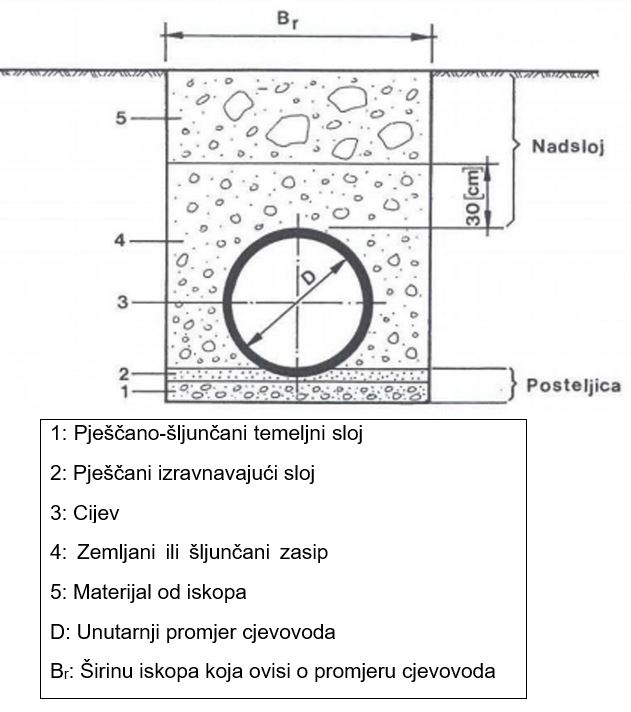 Br
5
Nadsloj
30 [cm]
4
D
3
2
1
Posteljica
1: Pješčano-šljunčani temeljni sloj
2: Pješčani izravnavajući sloj
3: Cijev
4: Zemljani ili šljunčani zasip
5: Materijal od iskopa
D: Unutarnji promjer cjevovoda
Br: Širinu iskopa koja ovisi o promjeru cjevovoda